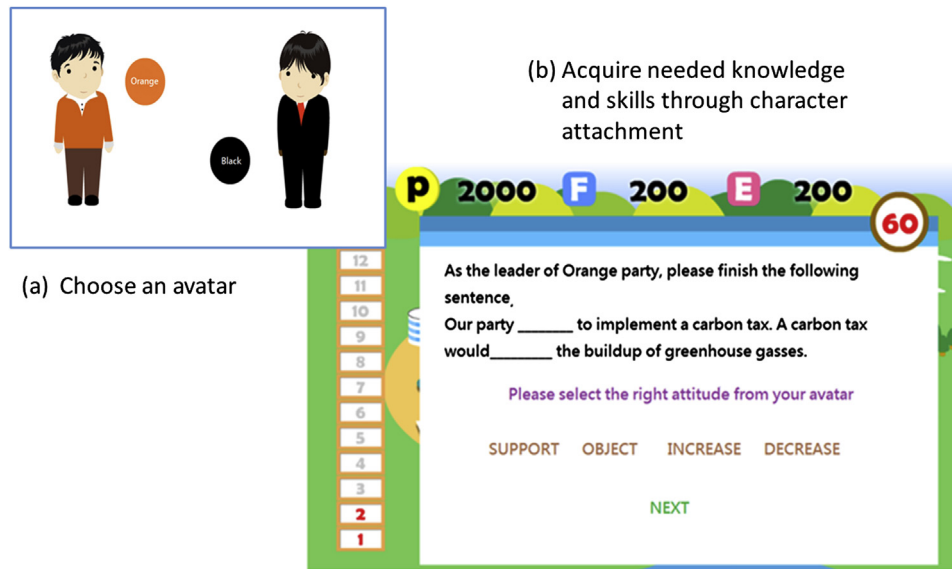 Orange
Black
(a) Choose an avatar
(b) Acquire needed knowledge
and skills through character
attachment
P 2000 F 200 E 200
60
12
11
10
9
8
7
6
5
4
3
2
1
As the leader of Orange party, please finish the following
sentence.
Our party _______ to implement a carbon tax. A carbon tax
would________ the buildup of greenhouse gasses.
Please select the right attitude from your avatar
SUPPORT OBJECT INCREASE DECREASE
NEXT